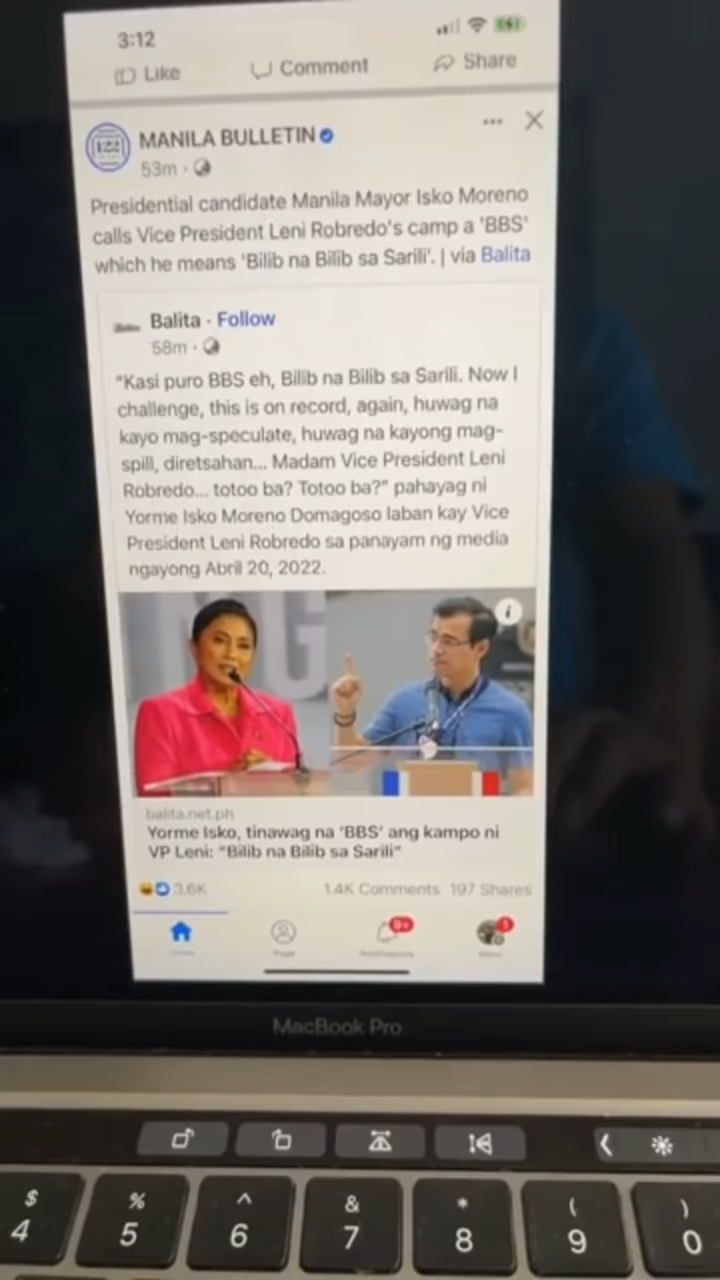 3:12
Like Comment Share
MANILA BULLETIN
53m
Presidential candidate Manila Mayor Isko Moreno
calls Vice President Leni Robredo's camp a 'BBS'
which he means 'Bilib na Bilib sa Sarili'. | via Balita
Balita · Follow
58m
"Kasi puro BBS eh, Bilib na Bilib sa Sarili. Now I
challenge, this is on record, again, huwag na
kayo mag-speculate, huwag na kayong mag-
spill, diretsahan... Madam Vice President Leni
Robredo... totoo ba? Totoo ba?" pahayag ni
Yorme Isko Moreno Domagoso laban kay Vice
President Leni Robredo sa panayam ng media
ngayong Abril 20, 2022.
balita.net.ph
Yorme Isko, tinawag na 'BBS' ang kampo ni
VP Leni: "Bilib na Bilib sa Sarili"
3.6K 1.4K Comments 197 Shares
9+ 1
MacBook Pro
$ % ^ & * ( )
4 5 6 7 8 9 0